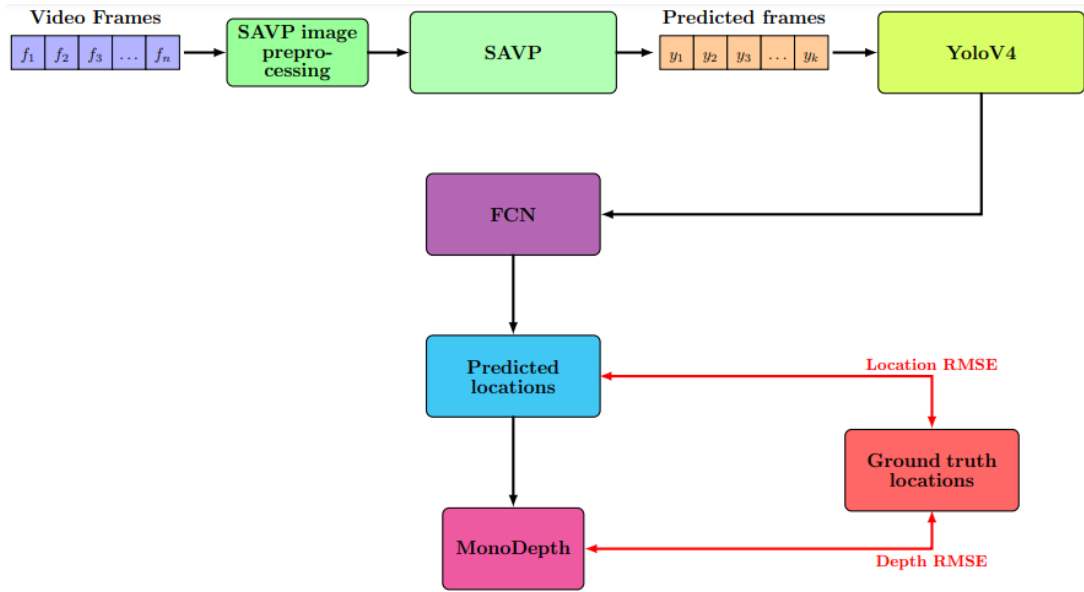 Video Frames
f₁ f₂ f₃ … fₙ
SAVP image
prepro-
cessing
SAVP
Predicted frames
y₁ y₂ y₃ … yₖ
YoloV4
FCN
Predicted
locations
Location RMSE
Ground truth
locations
MonoDepth
Depth RMSE